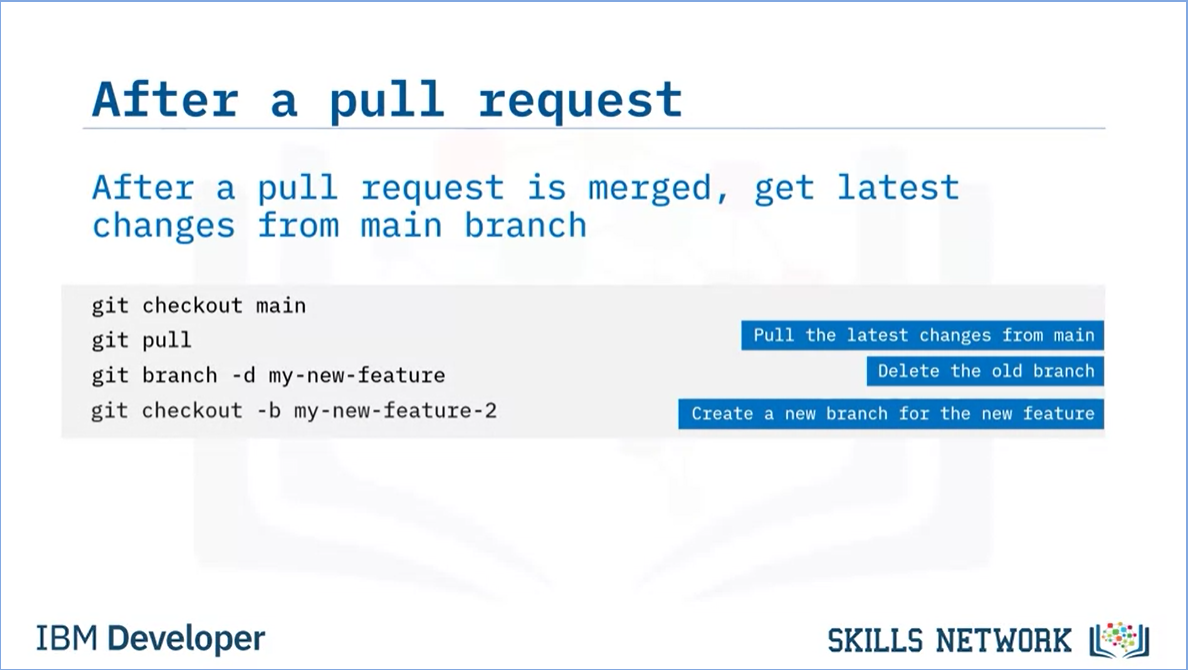 After a pull request
After a pull request is merged, get latest
changes from main branch
git checkout main
git pull
Pull the latest changes from main
git branch -d my-new-feature
Delete the old branch
git checkout -b my-new-feature-2
Create a new branch for the new feature
IBM Developer
SKILLS NETWORK